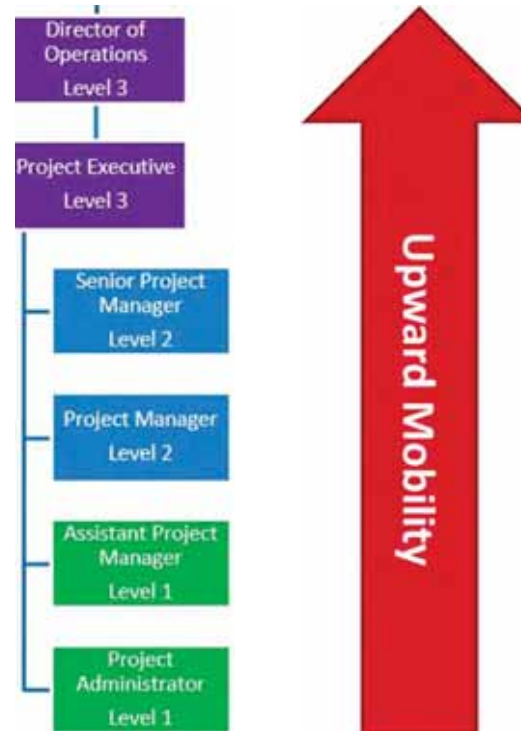 Director of
Operations
Level 3
Project Executive
Level 3
Senior Project
Manager
Level 2
Project Manager
Level 2
Assistant Project
Manager
Level 1
Project
Administrator
Level 1
Upward Mobility